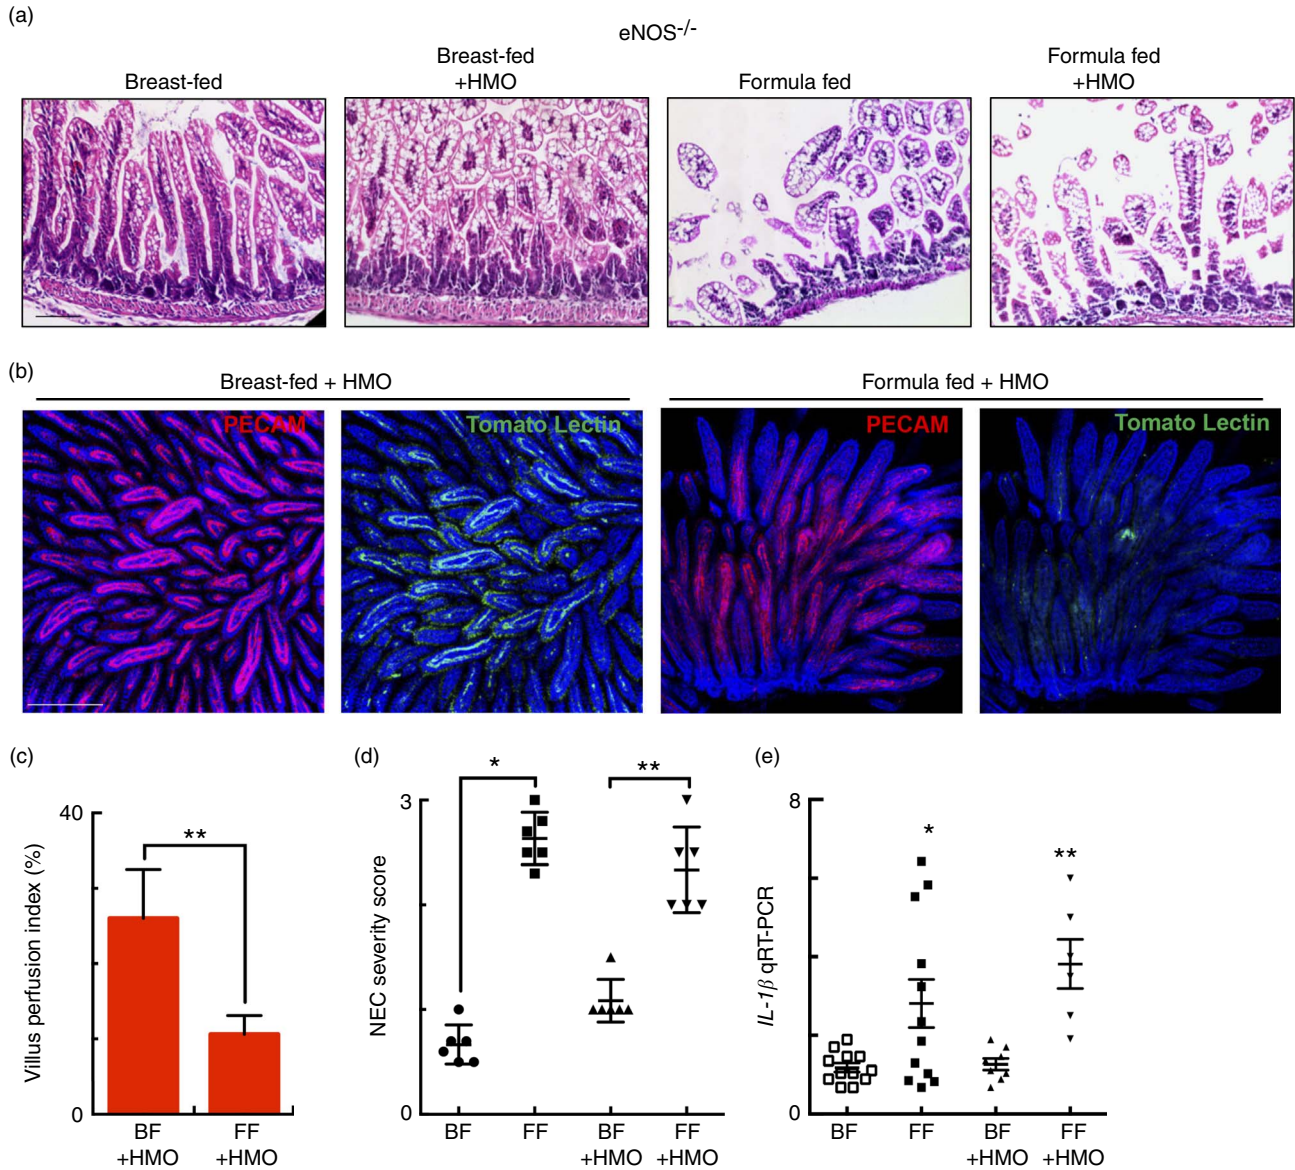 (a)
eNOS-/-
Breast-fed
Breast-fed
+HMO
Formula fed
Formula fed
+HMO
(b)
Breast-fed + HMO
Formula fed + HMO
PECAM
Tomato Lectin
PECAM
Tomato Lectin
(c)
Villus perfusion index (%)
40
0
**
BF
+HMO
FF
+HMO
(d)
NEC severity score
3
0
*
**
BF
FF
BF
+HMO
FF
+HMO
(e)
IL-1β qRT-PCR
8
0
*
**
BF
FF
BF
+HMO
FF
+HMO